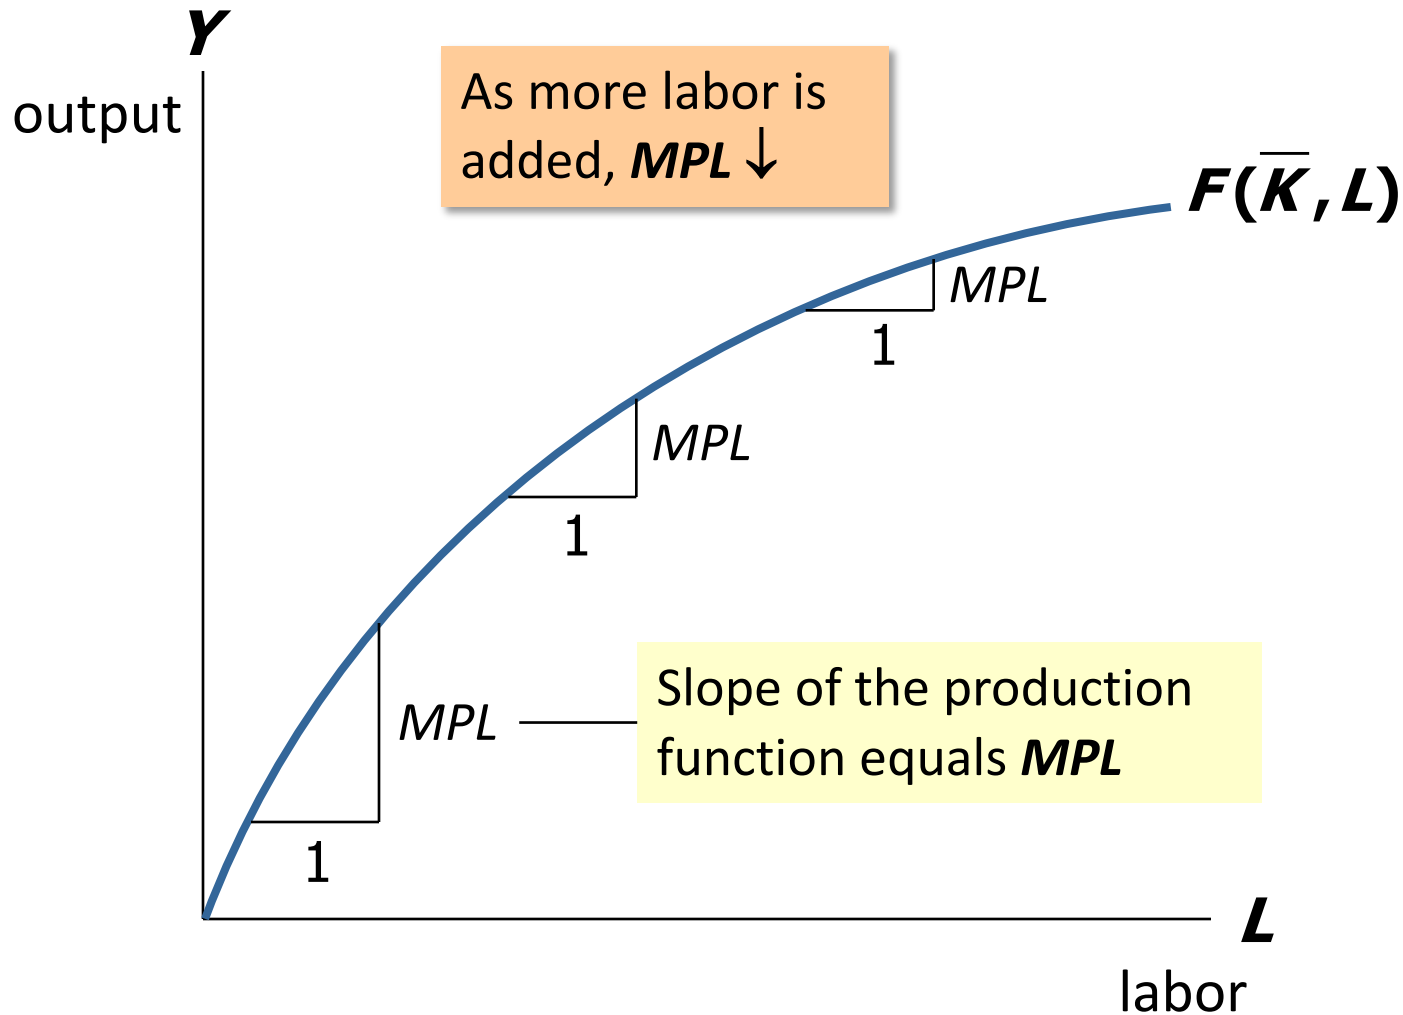 Y
output
As more labor is
added, MPL ↓
F(K̅,L)
MPL
1
MPL
1
MPL
Slope of the production
function equals MPL
1
L
labor